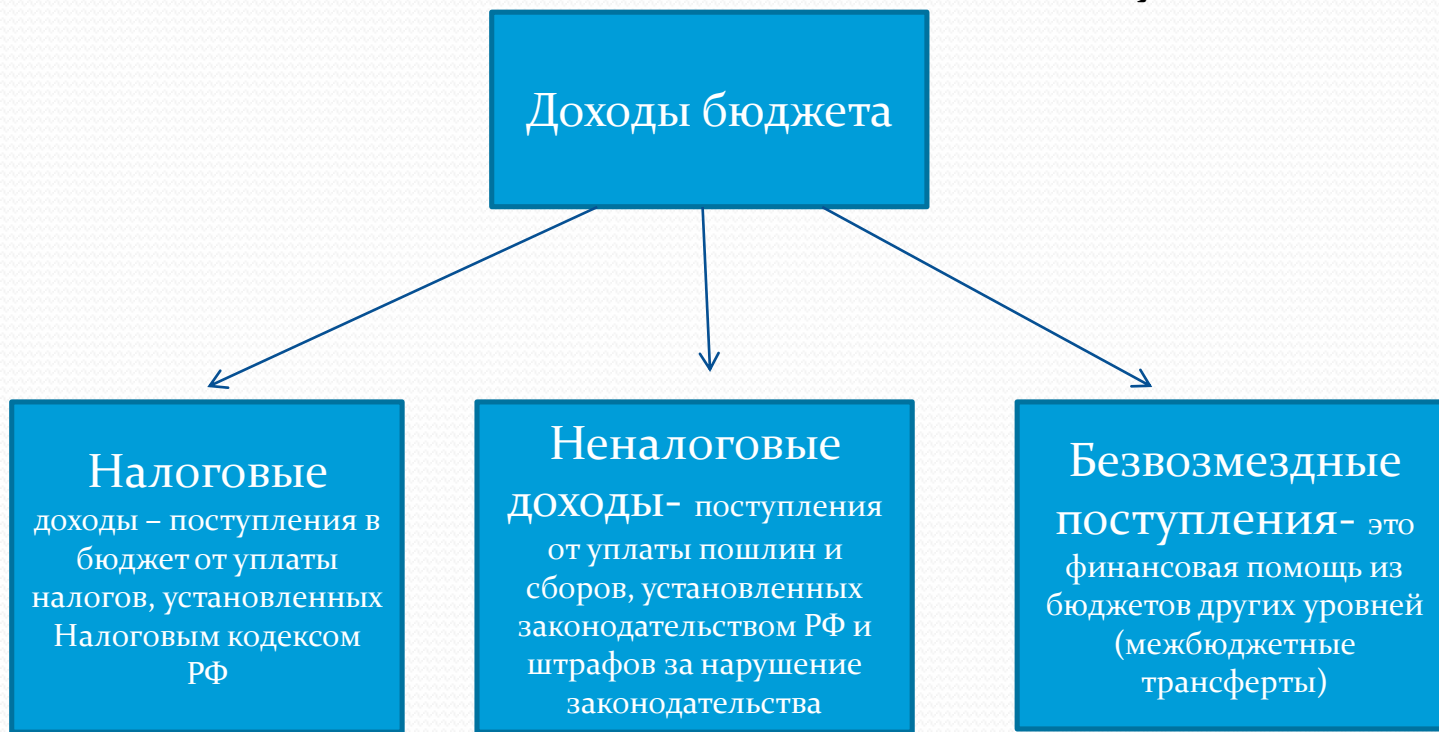 Доходы бюджета
Налоговые
доходы – поступления в
бюджет от уплаты
налогов, установленных
Налоговым кодексом
РФ
Неналоговые
доходы- поступления
от уплаты пошлин и
сборов, установленных
законодательством РФ и
штрафов за нарушение
законодательства
Безвозмездные
поступления- это
финансовая помощь из
бюджетов других уровней
(межбюджетные
трансферты)